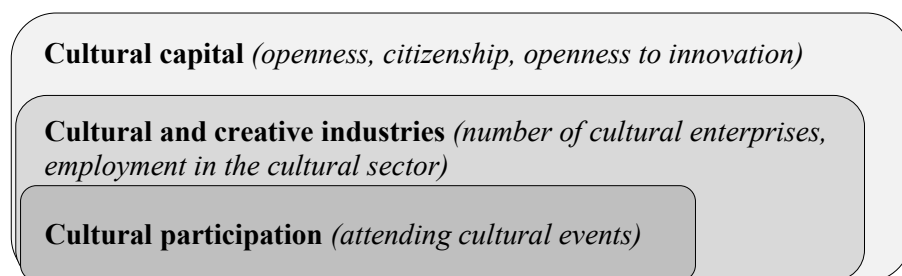 Cultural capital (openness, citizenship, openness to innovation)
Cultural and creative industries (number of cultural enterprises,
employment in the cultural sector)
Cultural participation (attending cultural events)